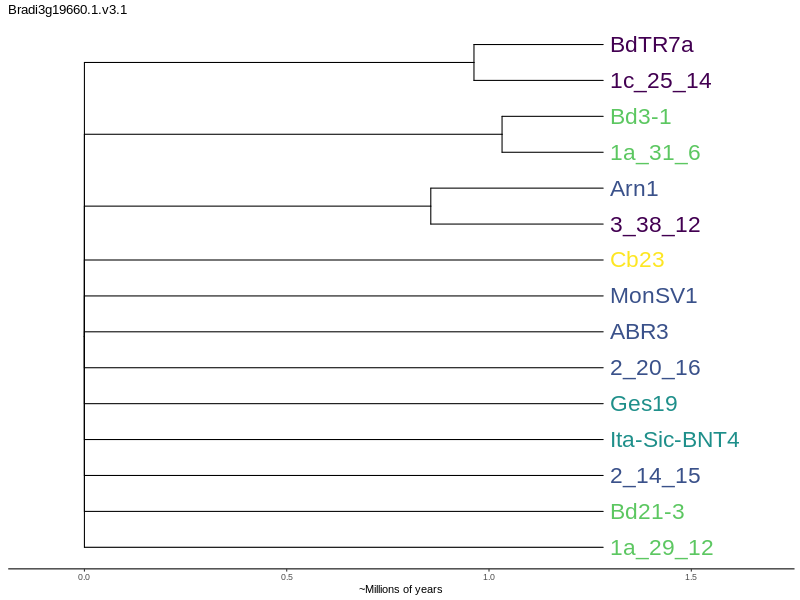 Bradi3g19660.1.v3.1
BdTR7a
1c_25_14
Bd3-1
1a_31_6
Arn1
3_38_12
Cb23
MonSV1
ABR3
2_20_16
Ges19
Ita-Sic-BNT4
2_14_15
Bd21-3
1a_29_12
0.0 0.5 1.0 1.5
~Millions of years